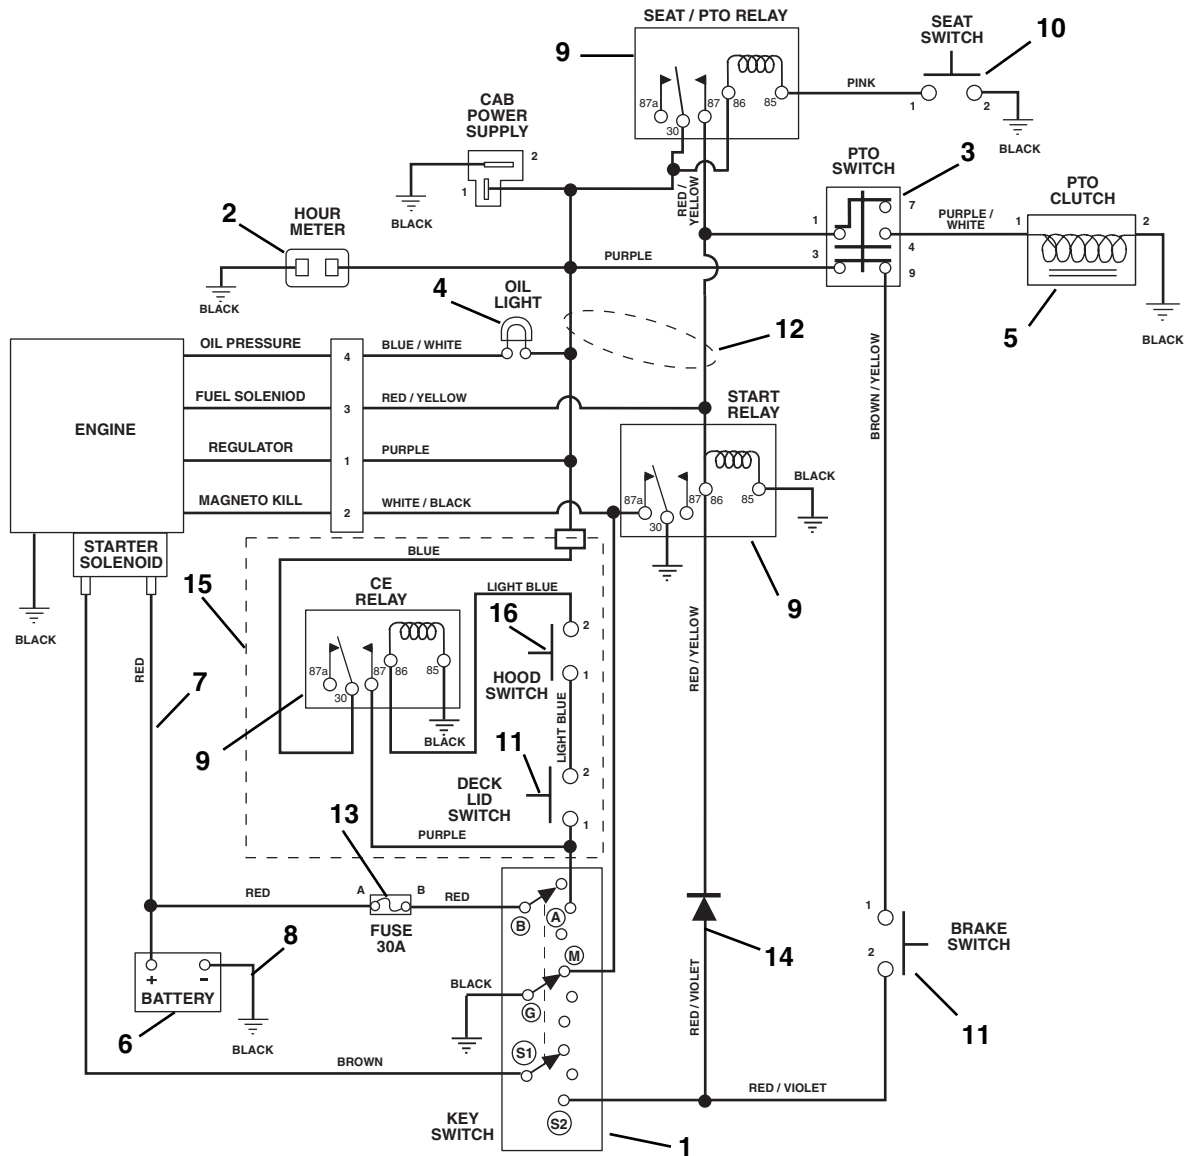 SEAT / PTO RELAY
9
SEAT
SWITCH
10
87a
30
87
86
85
PINK
1
2
BLACK
CAB
POWER
SUPPLY
2
1
BLACK
RED /
YELLOW
PTO
SWITCH
3
7
1
4
3
9
PURPLE /
WHITE
PTO
CLUTCH
1
2
5
BLACK
2
HOUR
METER
BLACK
PURPLE
4
OIL
LIGHT
12
ENGINE
OIL PRESSURE
4
BLUE / WHITE
FUEL SOLENIOD
3
RED / YELLOW
REGULATOR
1
PURPLE
MAGNETO KILL
2
WHITE / BLACK
START
RELAY
87a
30
87
86
85
BLACK
9
BROWN / YELLOW
STARTER
SOLENOID
BLACK
15
BLUE
CE
RELAY
87a
30
87
86
85
BLACK
9
LIGHT BLUE
16
2
HOOD
SWITCH
1
LIGHT BLUE
11
2
DECK
LID
SWITCH
1
PURPLE
RED
7
RED / YELLOW
13
RED
A
B
RED
FUSE
30A
8
+
-
BATTERY
6
BLACK
B
A
M
BLACK
G
S1
BROWN
S2
KEY
SWITCH
1
14
RED / VIOLET
RED / VIOLET
1
2
BRAKE
SWITCH
11